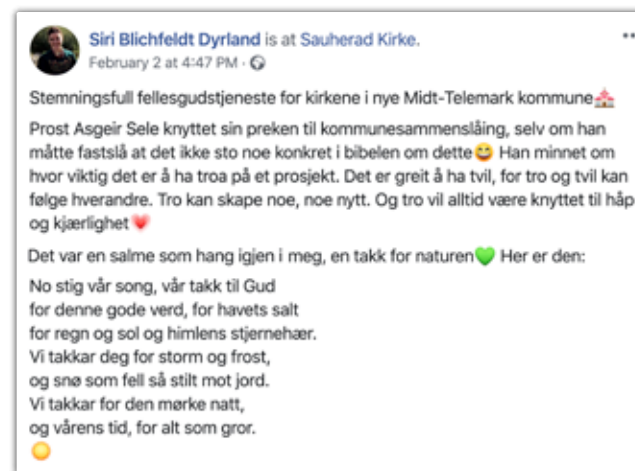 Siri Blichfeldt Dyrland is at Sauherad Kirke.
February 2 at 4:47 PM ·
Stemningsfull fellesgudstjeneste for kirkene i nye Midt-Telemark kommune💒
Prost Asgeir Sele knyttet sin preken til kommunesammenslåing, selv om han
måtte fastslå at det ikke sto noe konkret i bibelen om dette😄 Han minnet om
hvor viktig det er å ha troa på et prosjekt. Det er greit å ha tvil, for tro og tvil kan
følge hverandre. Tro kan skape noe, noe nytt. Og tro vil alltid være knyttet til håp
og kjærlighet❤️
Det var en salme som hang igjen i meg, en takk for naturen💚 Her er den:
No stig vår song, vår takk til Gud
for denne gode verd, for havets salt
for regn og sol og himlens stjernehær.
Vi takkar deg for storm og frost,
og snø som fell så stilt mot jord.
Vi takkar for den mørke natt,
og vårens tid, for alt som gror.
🌞